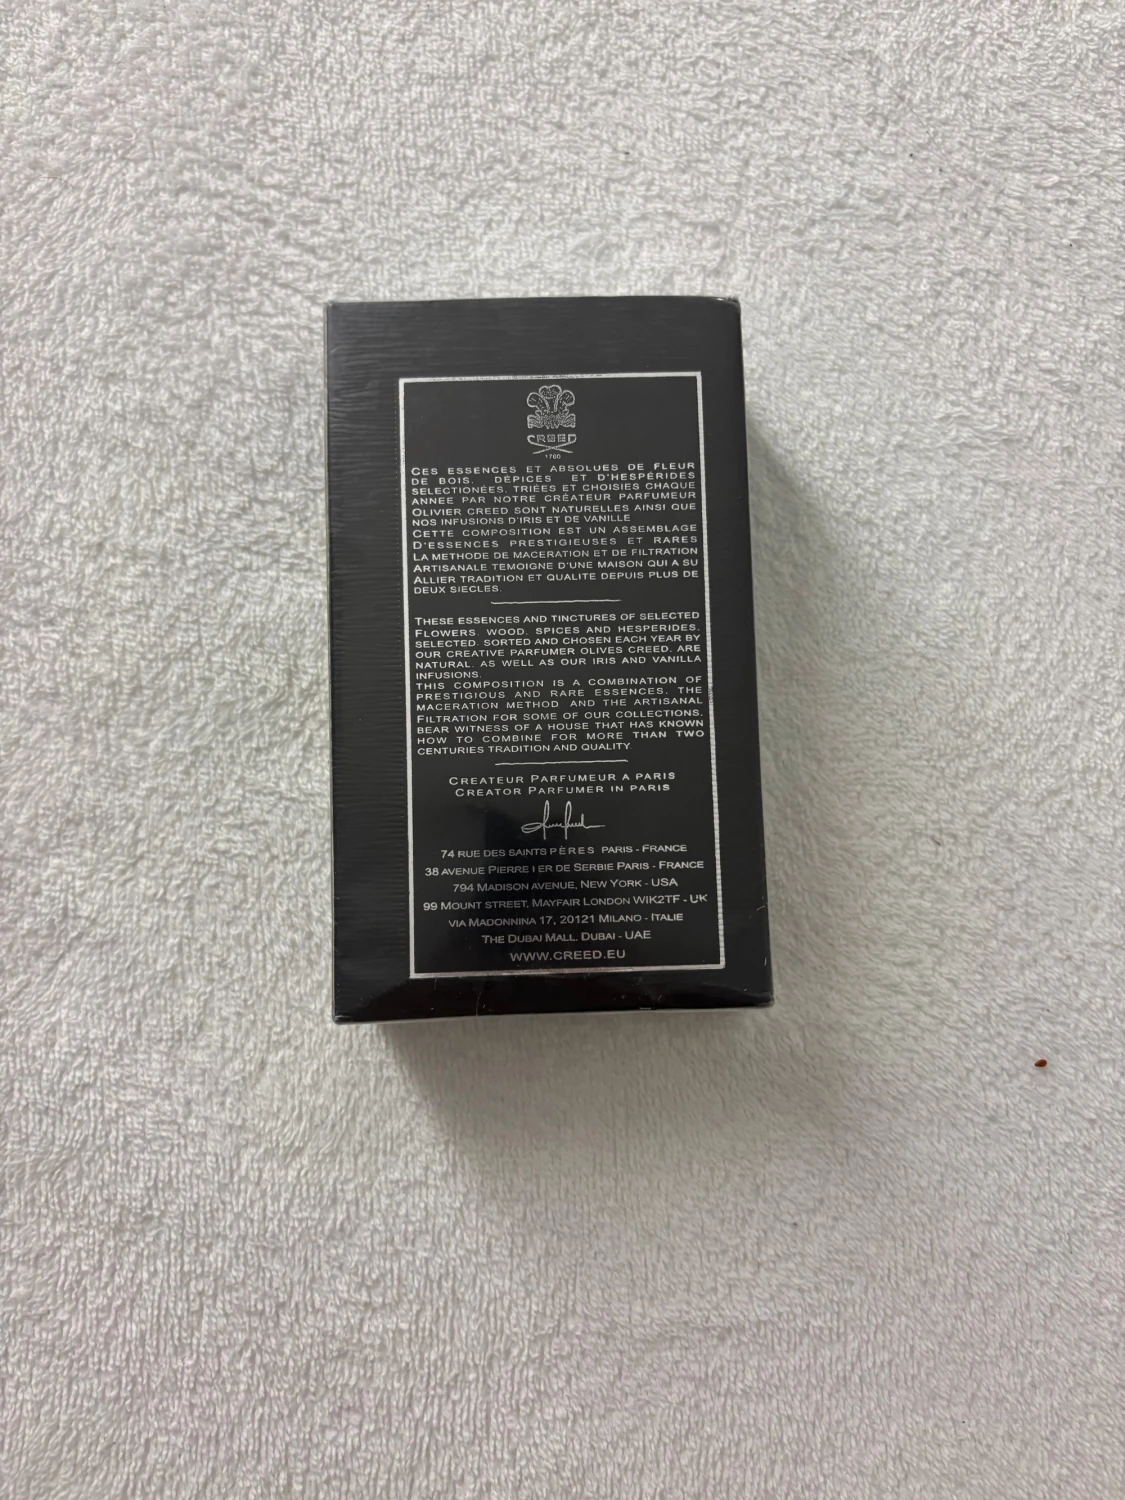 CREED
1760
CES ESSENCES ET ABSOLUES DE FLEUR
DE BOIS. DÉPICES ET D'HESPÉRIDES
SELECTIONÉES. TRIÉES ET CHOISIES CHAQUE
ANNEE PAR NOTRE CRÉATEUR PARFUMEUR
OLIVIER CREED SONT NATURELLES AINSI QUE
NOS INFUSIONS D'IRIS ET DE VANILLE
CETTE COMPOSITION EST UN ASSEMBLAGE
D'ESSENCES PRESTIGIEUSES ET RARES
LA METHODE DE MACERATION ET DE FILTRATION
ARTISANALE TEMOIGNE D'UNE MAISON QUI A SU
ALLIER TRADITION ET QUALITE DEPUIS PLUS DE
DEUX SIECLES.
THESE ESSENCES AND TINCTURES OF SELECTED
FLOWERS. WOOD. SPICES AND HESPERIDES.
SELECTED. SORTED AND CHOSEN EACH YEAR BY
OUR CREATIVE PARFUMER OLIVES CREED. ARE
NATURAL. AS WELL AS OUR IRIS AND VANILLA
INFUSIONS.
THIS COMPOSITION IS A COMBINATION OF
PRESTIGIOUS AND RARE ESSENCES. THE
MACERATION METHOD AND THE ARTISANAL
FILTRATION FOR SOME OF OUR COLLECTIONS.
BEAR WITNESS OF A HOUSE THAT HAS KNOWN
HOW TO COMBINE FOR MORE THAN TWO
CENTURIES TRADITION AND QUALITY.
CREATEUR PARFUMEUR A PARIS
CREATOR PARFUMER IN PARIS
74 RUE DES SAINTS PÈRES PARIS - FRANCE
38 AVENUE PIERRE I ER DE SERBIE PARIS - FRANCE
794 MADISON AVENUE, NEW YORK - USA
99 MOUNT STREET, MAYFAIR LONDON WIK2TF - UK
VIA MADONNINA 17, 20121 MILANO - ITALIE
THE DUBAI MALL. DUBAI - UAE
WWW.CREED.EU